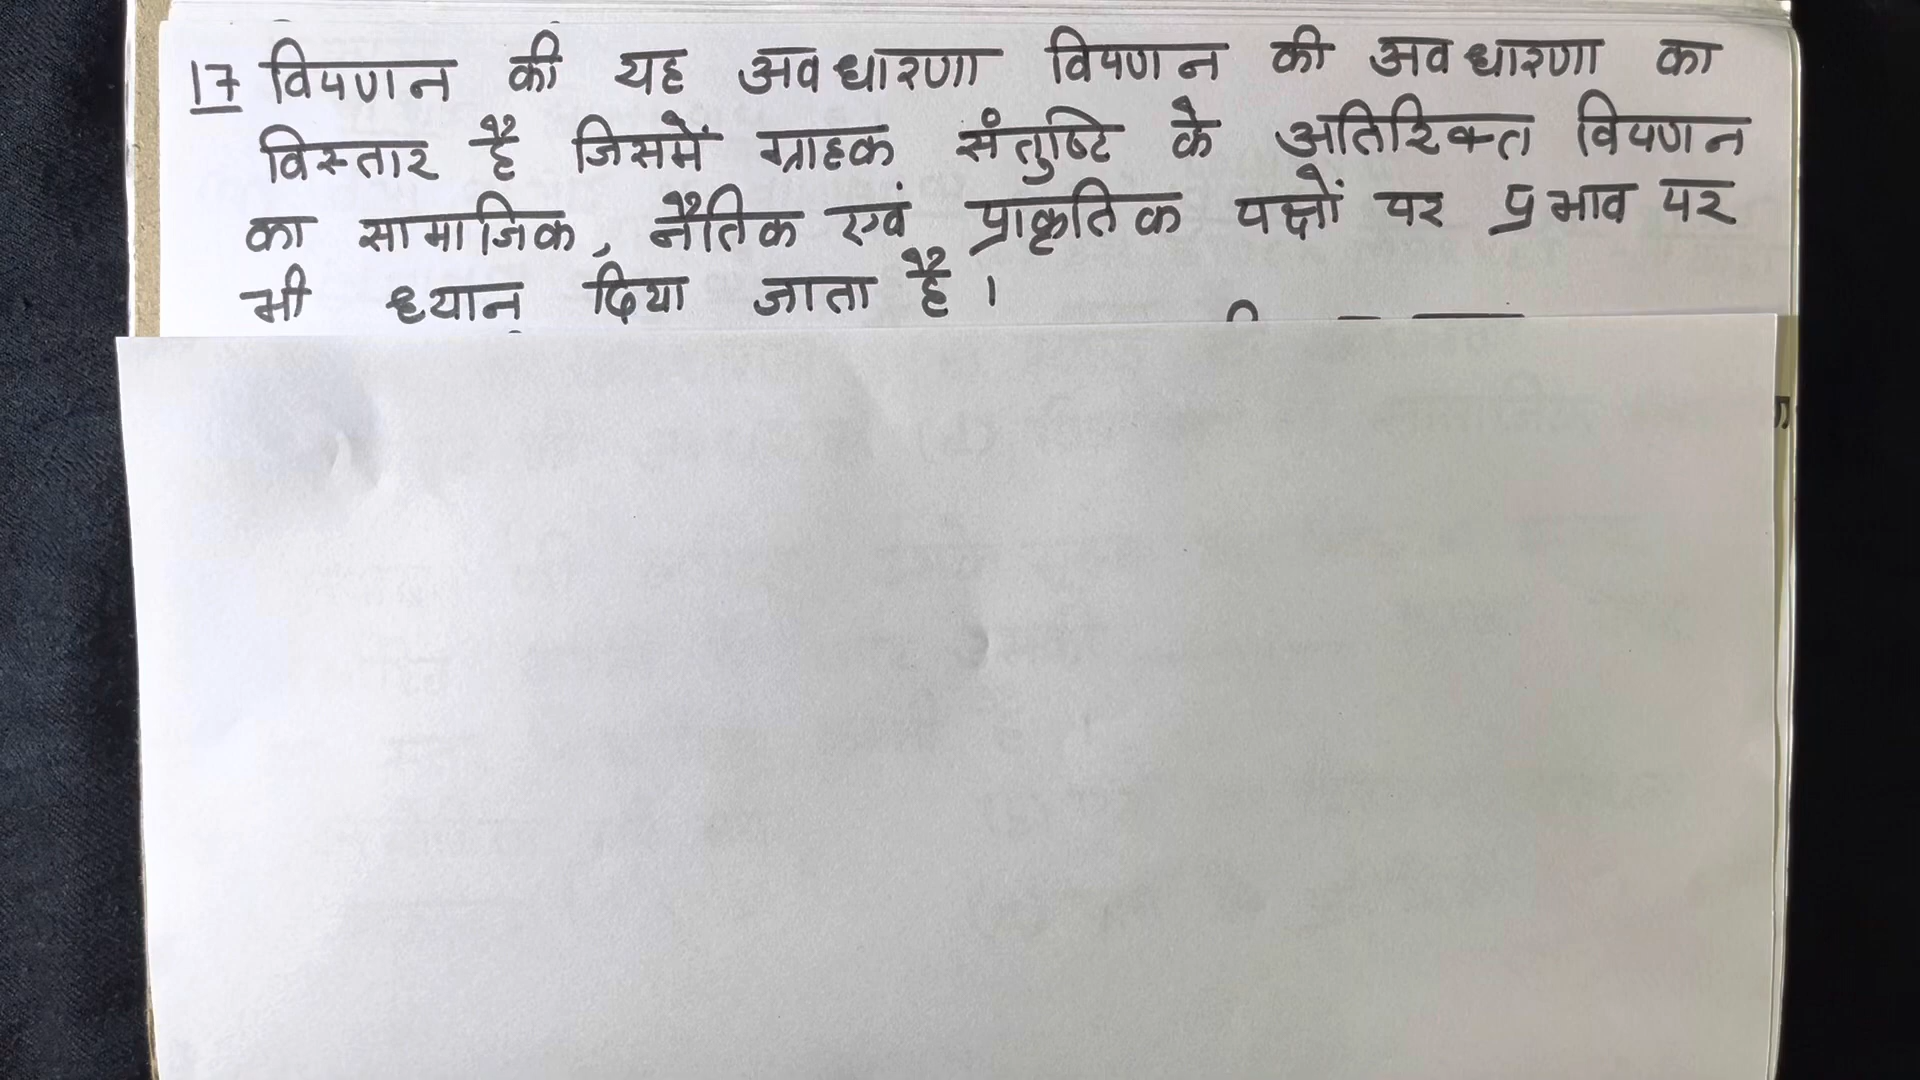 17 विपणन की यह अवधारणा विपणन की अवधारणा का
विस्तार है जिसमें ग्राहक संतुष्टि के अतिरिक्त विपणन
का सामाजिक, नैतिक एवं प्राकृतिक पक्षों पर प्रभाव पर
भी ध्यान दिया जाता है ।